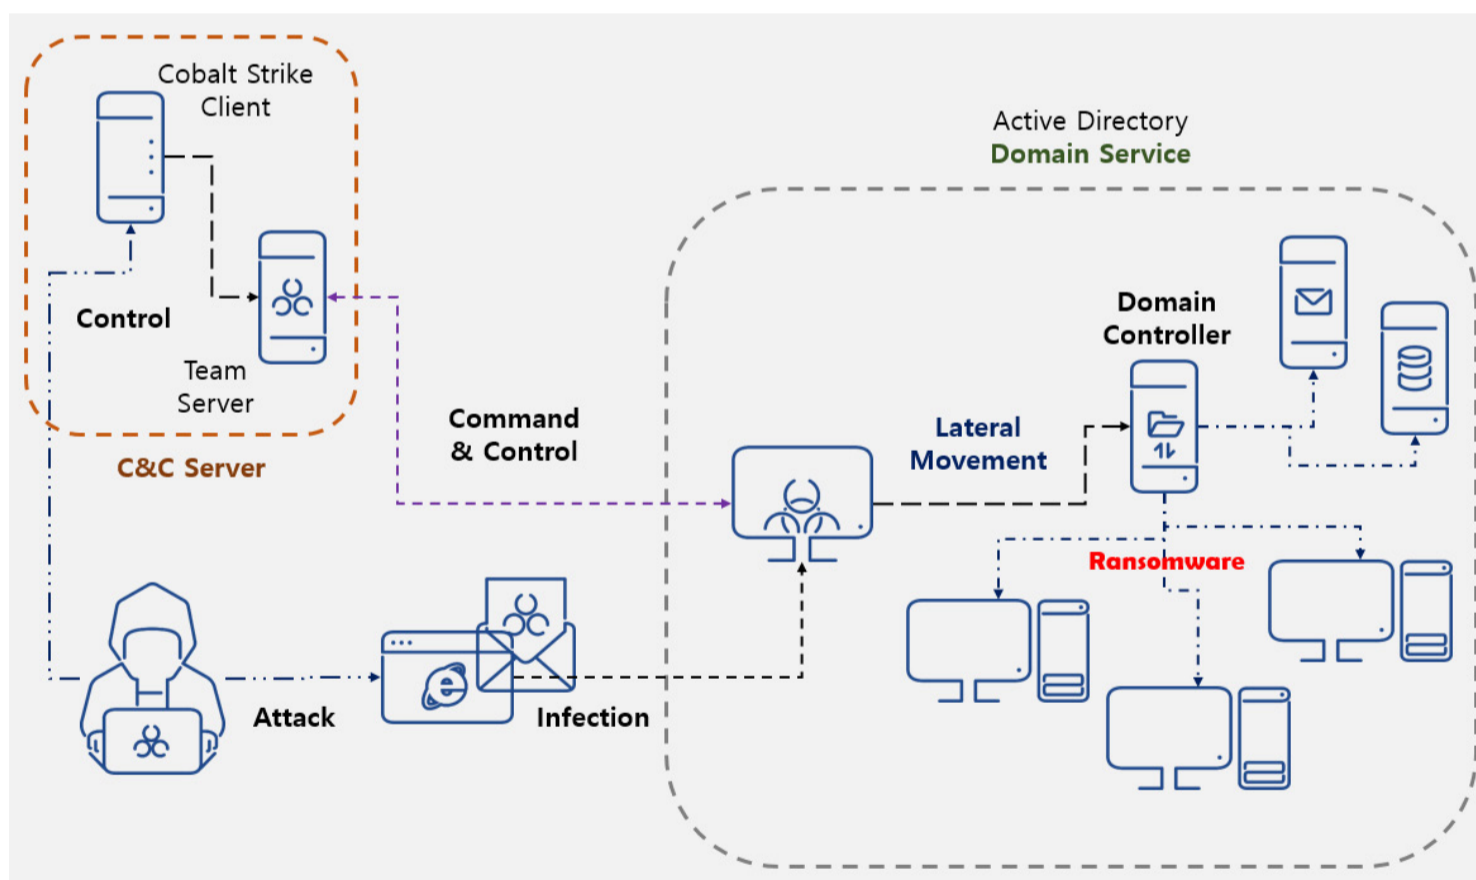 Cobalt Strike
Client
Control
Team
Server
C&C Server
Command
& Control
Attack
Infection
Active Directory
Domain Service
Domain
Controller
Lateral
Movement
Ransomware